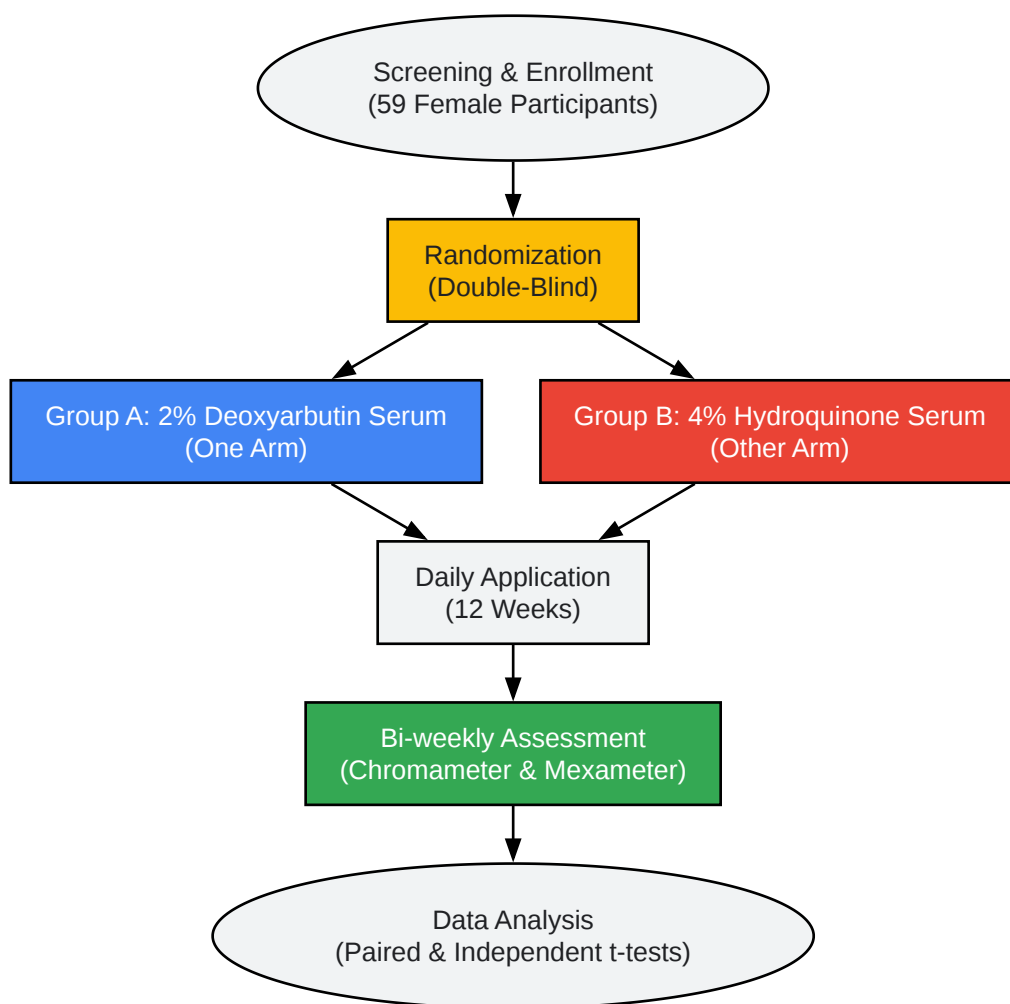 Screening & Enrollment
(59 Female Participants)
Randomization
(Double-Blind)
Group A: 2% Deoxyarbutin Serum
(One Arm)
Group B: 4% Hydroquinone Serum
(Other Arm)
Daily Application
(12 Weeks)
Bi-weekly Assessment
(Chromameter & Mexameter)
Data Analysis
(Paired & Independent t-tests)